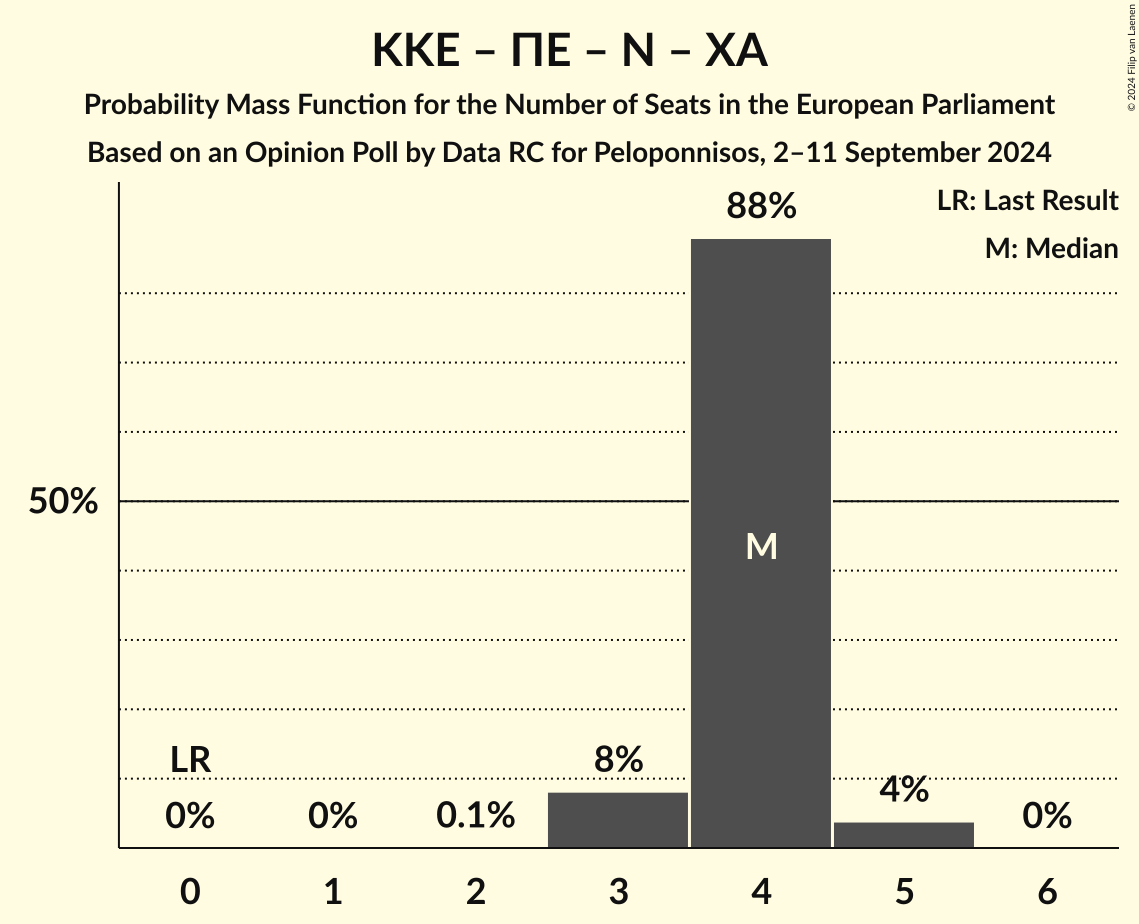 ΚΚΕ – ΠΕ – Ν – ΧΑ
Probability Mass Function for the Number of Seats in the European Parliament
Based on an Opinion Poll by Data RC for Peloponnisos, 2–11 September 2024
© 2024 Filip van Laenen
LR: Last Result
M: Median
88%
50%
M
LR
8%
4%
0%
0%
0.1%
0%
0 1 2 3 4 5 6